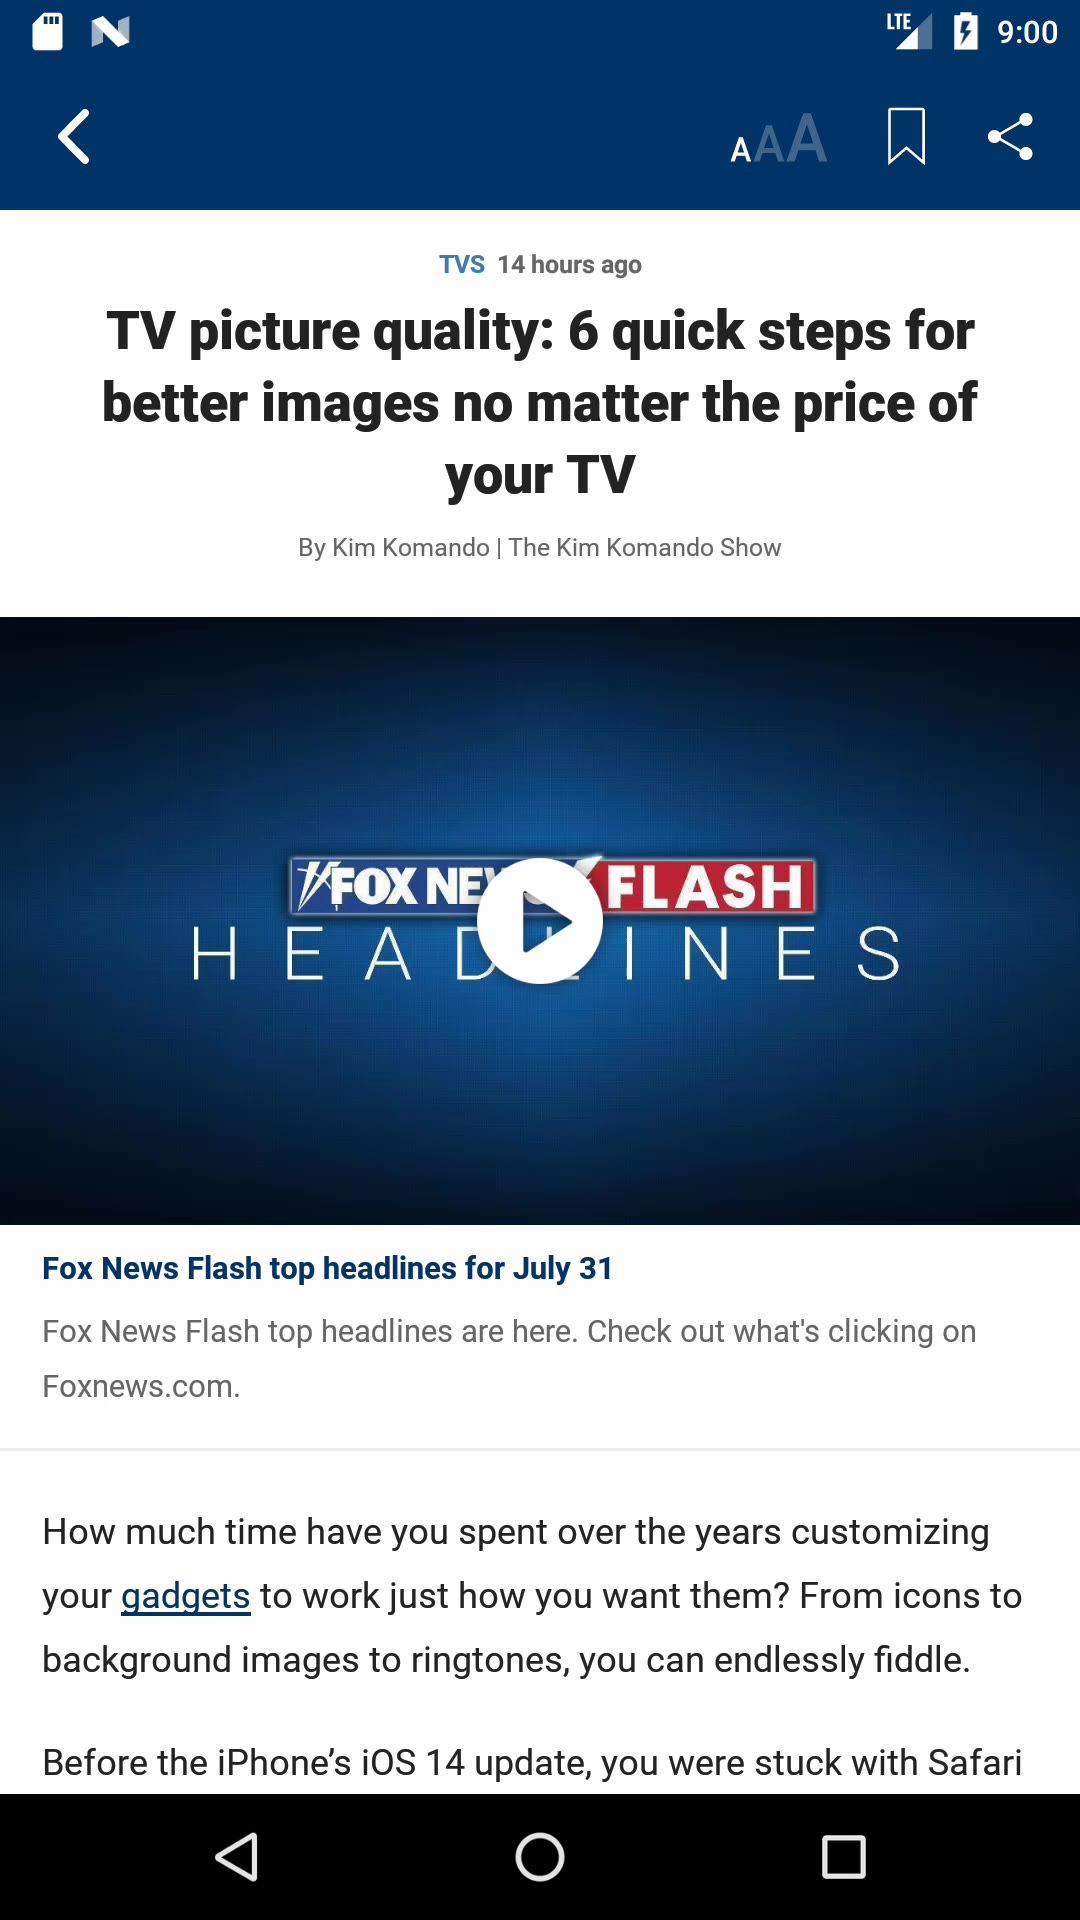 LTE 9:00
AAA
TVS 14 hours ago
TV picture quality: 6 quick steps for
better images no matter the price of
your TV
By Kim Komando | The Kim Komando Show
FOX FLASH
Fox News Flash top headlines for July 31
Fox News Flash top headlines are here. Check out what's clicking on
Foxnews.com.
How much time have you spent over the years customizing
your gadgets to work just how you want them? From icons to
background images to ringtones, you can endlessly fiddle.
Before the iPhone’s iOS 14 update, you were stuck with Safari